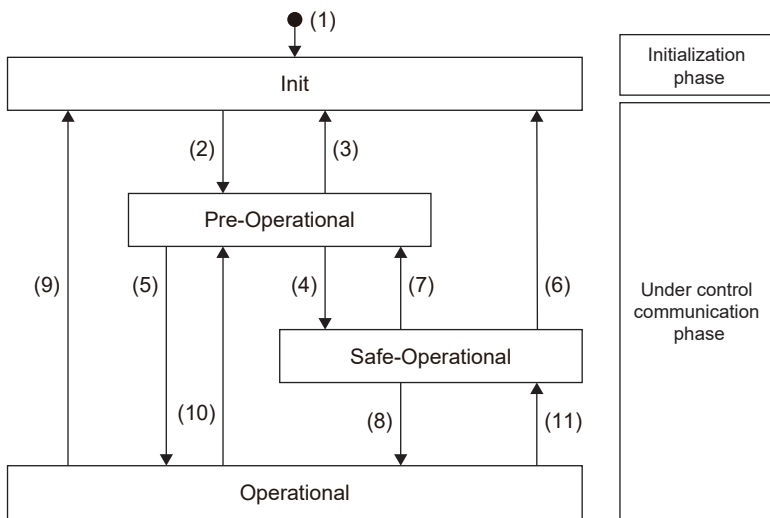 (1)
Initialization
phase
Init
(2)
(3)
Pre-Operational
(9)
(5)
(4)
(7)
(6)
Under control
communication
phase
Safe-Operational
(10)
(8)
(11)
Operational